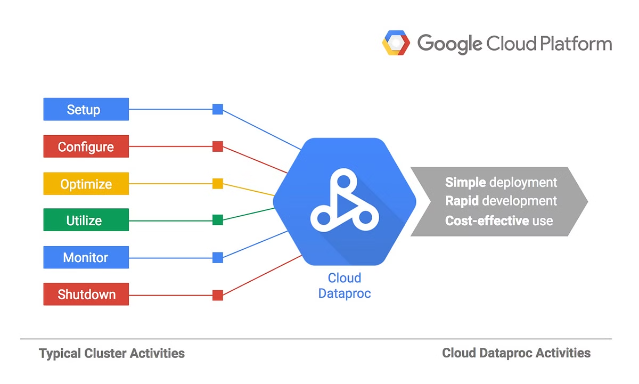 Google Cloud Platform
Setup
Configure
Optimize
Utilize
Monitor
Shutdown
Cloud
Dataproc
Simple deployment
Rapid development
Cost-effective use
Typical Cluster Activities
Cloud Dataproc Activities